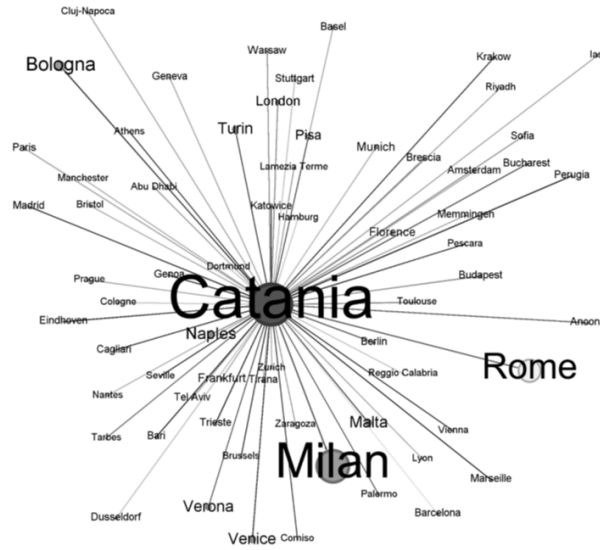 Cluj-Napoca
Basel
Warsaw
Krakow
Bologna
Geneva
Stuttgart
Riyadh
London
Turin
Pisa
Athens
Sofia
Paris
Munich
Brescia
Lamezia Terme
Amsterdam
Bucharest
Perugia
Manchester
Abu Dhabi
Madrid
Bristol
Katowice
Hamburg
Memmingen
Florence
Pescara
Dortmund
Genoa
Prague
Budapest
Catania
Cologne
Toulouse
Eindhoven
Naples
Berlin
Cagliari
Rome
Zurich
Reggio Calabria
Seville
Frankfurt
Tirana
Nantes
Tel Aviv
Trieste
Zaragoza
Malta
Vienna
Tarbes
Bari
Brussels
Milan
Lyon
Marseille
Palermo
Verona
Dusseldorf
Barcelona
Venice
Comiso